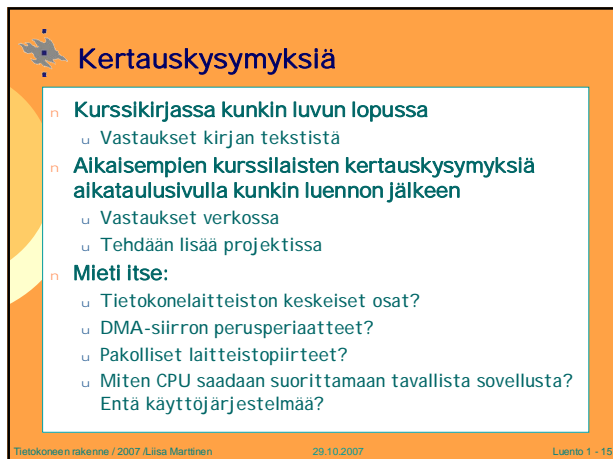 Kertauskysymyksiä
n Kurssikirjassa kunkin luvun lopussa
u Vastaukset kirjan tekstistä
n Aikaisempien kurssilaisten kertauskysymyksiä
aikataulusivulla kunkin luennon jälkeen
u Vastaukset verkossa
u Tehdään lisää projektissa
n Mieti itse:
u Tietokonelaitteiston keskeiset osat?
u DMA-siirron perusperiaatteet?
u Pakolliset laitteistopiirteet?
u Miten CPU saadaan suorittamaan tavallista sovellusta?
Entä käyttöjärjestelmää?
Tietokoneen rakenne / 2007 /Liisa Marttinen 29.10.2007 Luento 1 - 15